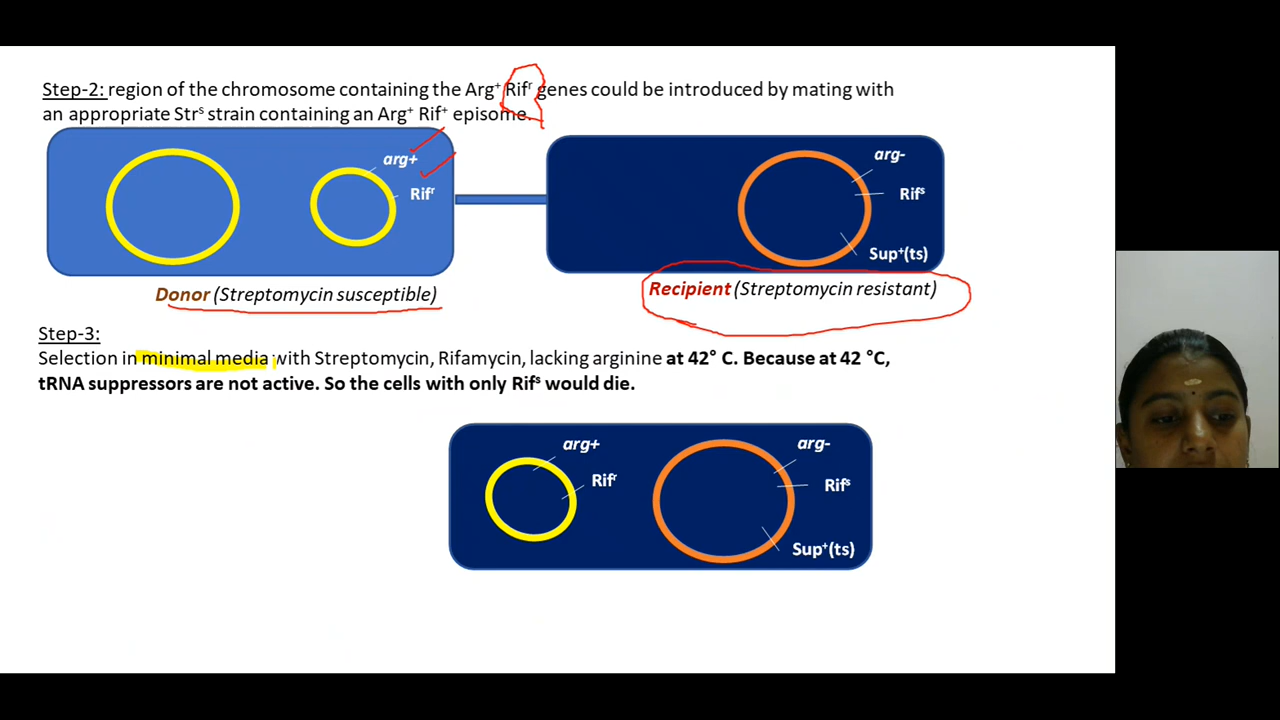 Step-2: region of the chromosome containing the Arg⁺ Rifʳ genes could be introduced by mating with
an appropriate Strˢ strain containing an Arg⁺ Rif⁺ episome.
arg+
Rifʳ
arg-
Rifˢ
Sup⁺(ts)
Donor (Streptomycin susceptible)
Recipient (Streptomycin resistant)
Step-3:
Selection in minimal media with Streptomycin, Rifamycin, lacking arginine at 42° C. Because at 42 °C,
tRNA suppressors are not active. So the cells with only Rifˢ would die.
arg+
Rifʳ
arg-
Rifˢ
Sup⁺(ts)